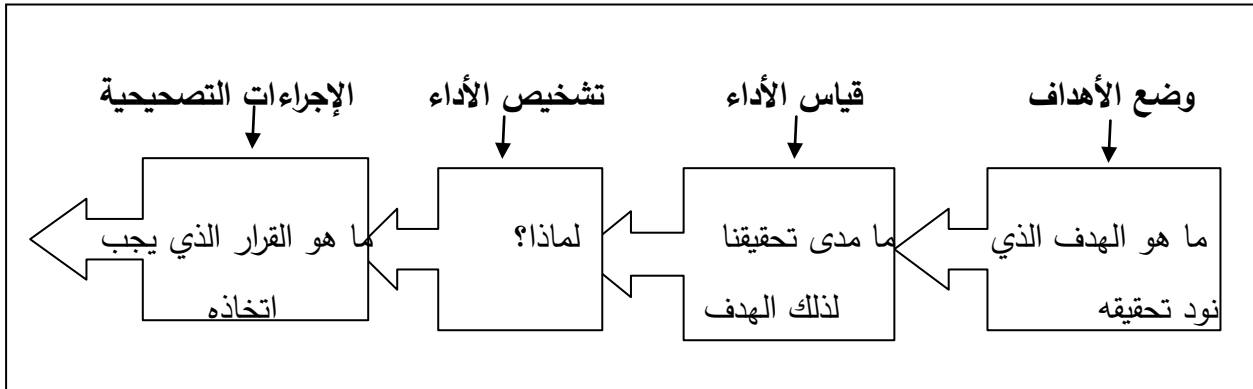 وضع الأهداف
قياس الأداء
تشخيص الأداء
الإجراءات التصحيحية
ما هو الهدف الذي
نود تحقيقه
ما مدى تحقيقنا
لذلك الهدف
لماذا؟
ما هو القرار الذي يجب
اتخاذه